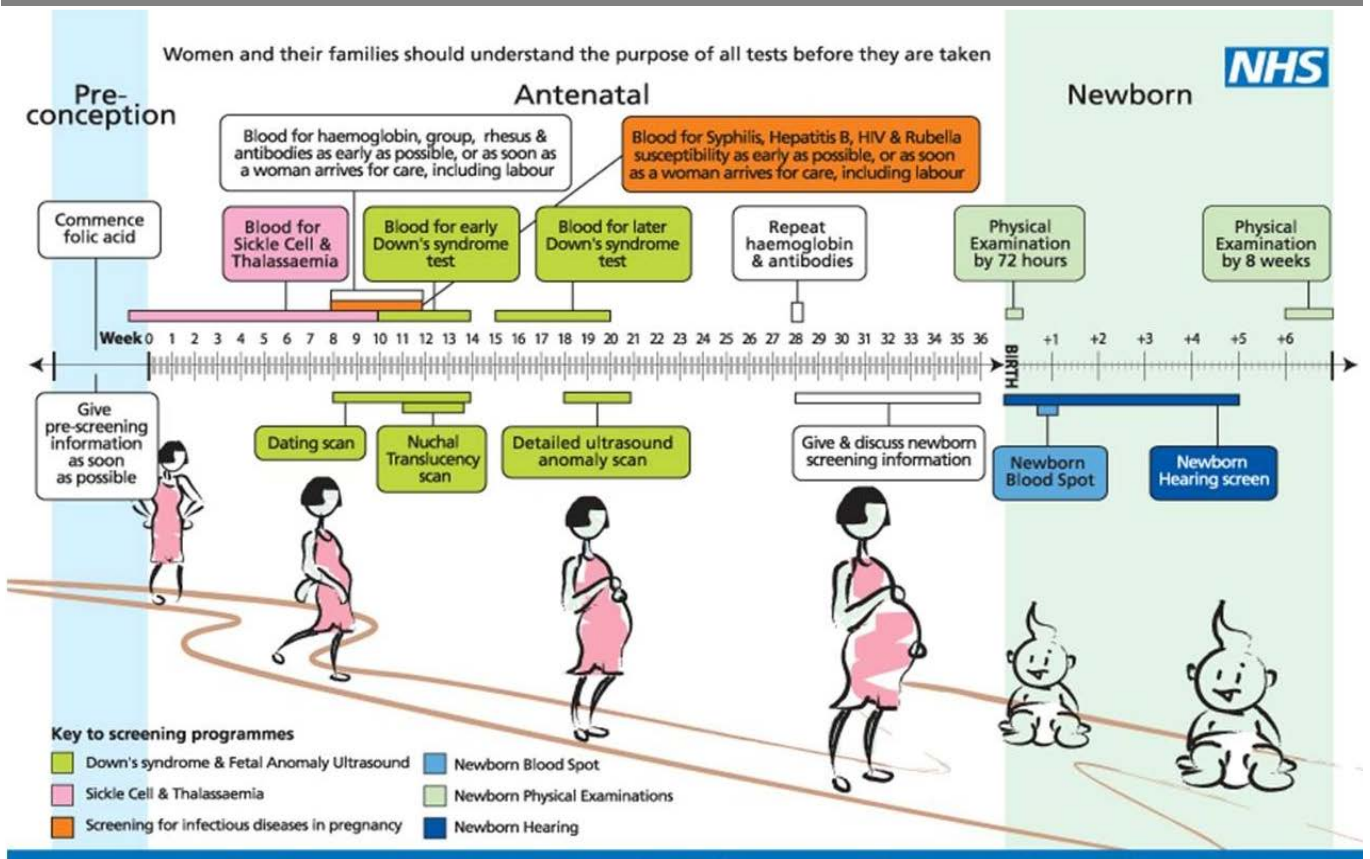 Women and their families should understand the purpose of all tests before they are taken
NHS
Pre-
conception
Antenatal
Newborn
Blood for haemoglobin, group, rhesus &
antibodies as early as possible, or as soon as
a woman arrives for care, including labour
Blood for Syphilis, Hepatitis B, HIV & Rubella
susceptibility as early as possible, or as soon
as a woman arrives for care, including labour
Commence
folic acid
Blood for
Sickle Cell &
Thalassaemia
Blood for early
Down's syndrome
test
Blood for later
Down's syndrome
test
Repeat
haemoglobin
& antibodies
Physical
Examination
by 72 hours
Physical
Examination
by 8 weeks
Week 0 1 2 3 4 5 6 7 8 9 10 11 12 13 14 15 16 17 18 19 20 21 22 23 24 25 26 27 28 29 30 31 32 33 34 35 36
BIRTH
+1 +2 +3 +4 +5 +6
Give
pre-screening
information
as soon
as possible
Dating scan
Nuchal
Translucency
scan
Detailed ultrasound
anomaly scan
Give & discuss newborn
screening information
Newborn
Blood Spot
Newborn
Hearing screen
Key to screening programmes
Down's syndrome & Fetal Anomaly Ultrasound
Sickle Cell & Thalassaemia
Screening for infectious diseases in pregnancy
Newborn Blood Spot
Newborn Physical Examinations
Newborn Hearing